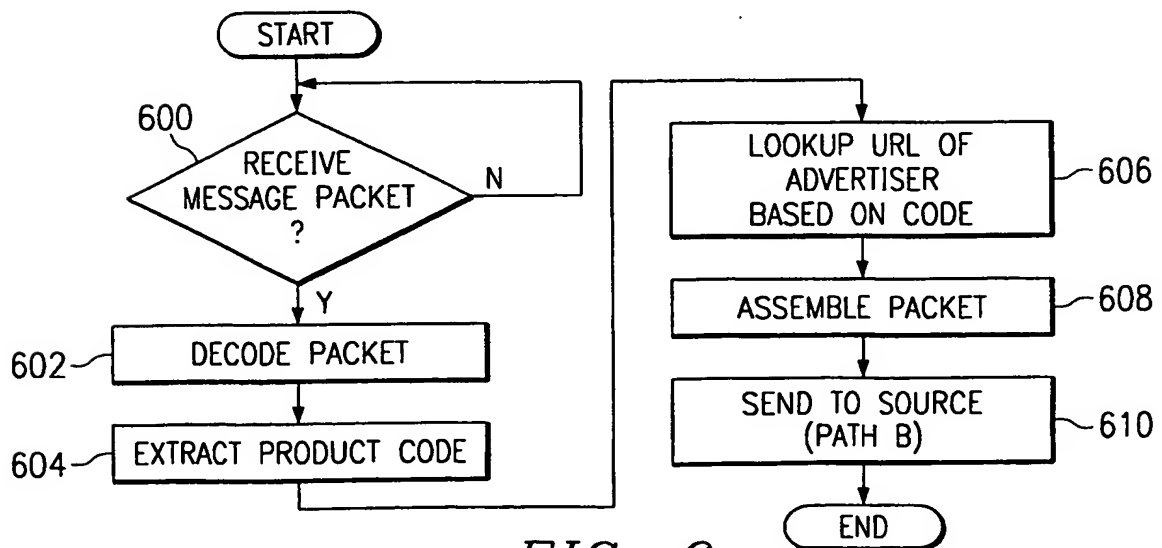 START
600
RECEIVE
MESSAGE PACKET
?
N
Y
602
DECODE PACKET
604
EXTRACT PRODUCT CODE
LOOKUP URL OF
ADVERTISER
BASED ON CODE
606
ASSEMBLE PACKET
608
SEND TO SOURCE
(PATH B)
610
END